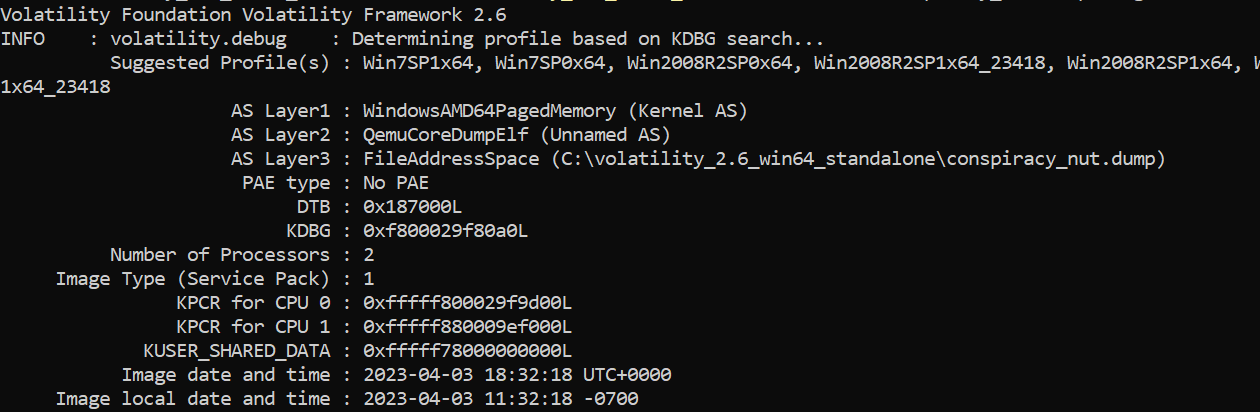 Volatility Foundation Volatility Framework 2.6
INFO    : volatility.debug    : Determining profile based on KDBG search...
Suggested Profile(s) : Win7SP1x64, Win7SP0x64, Win2008R2SP0x64, Win2008R2SP1x64_23418, Win2008R2SP1x64,
1x64_23418
AS Layer1 : WindowsAMD64PagedMemory (Kernel AS)
AS Layer2 : QemuCoreDumpElf (Unnamed AS)
AS Layer3 : FileAddressSpace (C:\volatility_2.6_win64_standalone\conspiracy_nut.dump)
PAE type : No PAE
DTB : 0x187000L
KDBG : 0xf800029f80a0L
Number of Processors : 2
Image Type (Service Pack) : 1
KPCR for CPU 0 : 0xfffff800029f9d00L
KPCR for CPU 1 : 0xfffff880009ef000L
KUSER_SHARED_DATA : 0xfffff78000000000L
Image date and time : 2023-04-03 18:32:18 UTC+0000
Image local date and time : 2023-04-03 11:32:18 -0700